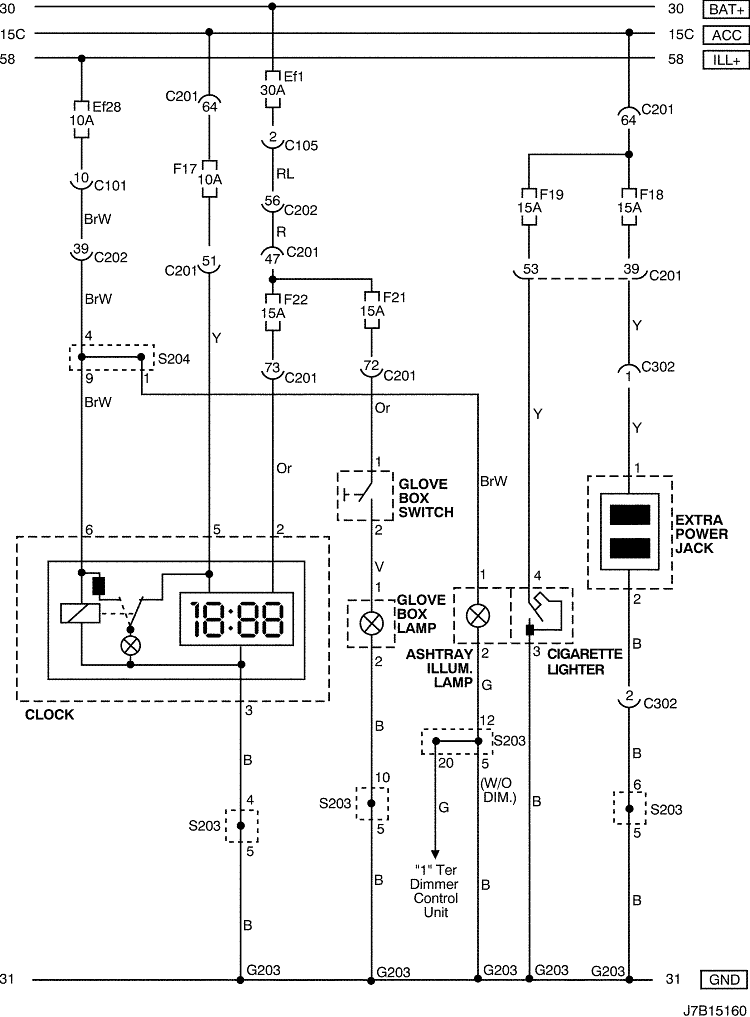 30 30 BAT+
15C 15C ACC
58 58 ILL+
Ef1
30A
C201
64
Ef28
10A
C201
64
2 C105
F17
10A
RL
10 C101
F19
15A
F18
15A
56 C202
BrW
R
39 C202
C201
47
C201 51
53 39 C201
BrW
F22
15A
F21
15A
Y
Y
4
S204
9 1
73 C201
72 C201
C302
1
BrW
Or
Y
Y
1
Or
BrW
GLOVE
BOX
SWITCH
1
EXTRA
POWER
JACK
6 5 2
2
V
1
1 4
2
18:88
GLOVE
BOX
LAMP
B
2
ASHTRAY
ILLUM.
LAMP
2 3
CIGARETTE
LIGHTER
G
2 C302
CLOCK
3
B
12
S203
20 5
B
B
(W/O
DIM.)
10
S203
5
6
S203
5
4
S203
5
G
B
"1" Ter
Dimmer
Control
Unit
B
B
B
B
31 G203 G203 G203 G203 G203 31 GND
J7B15160